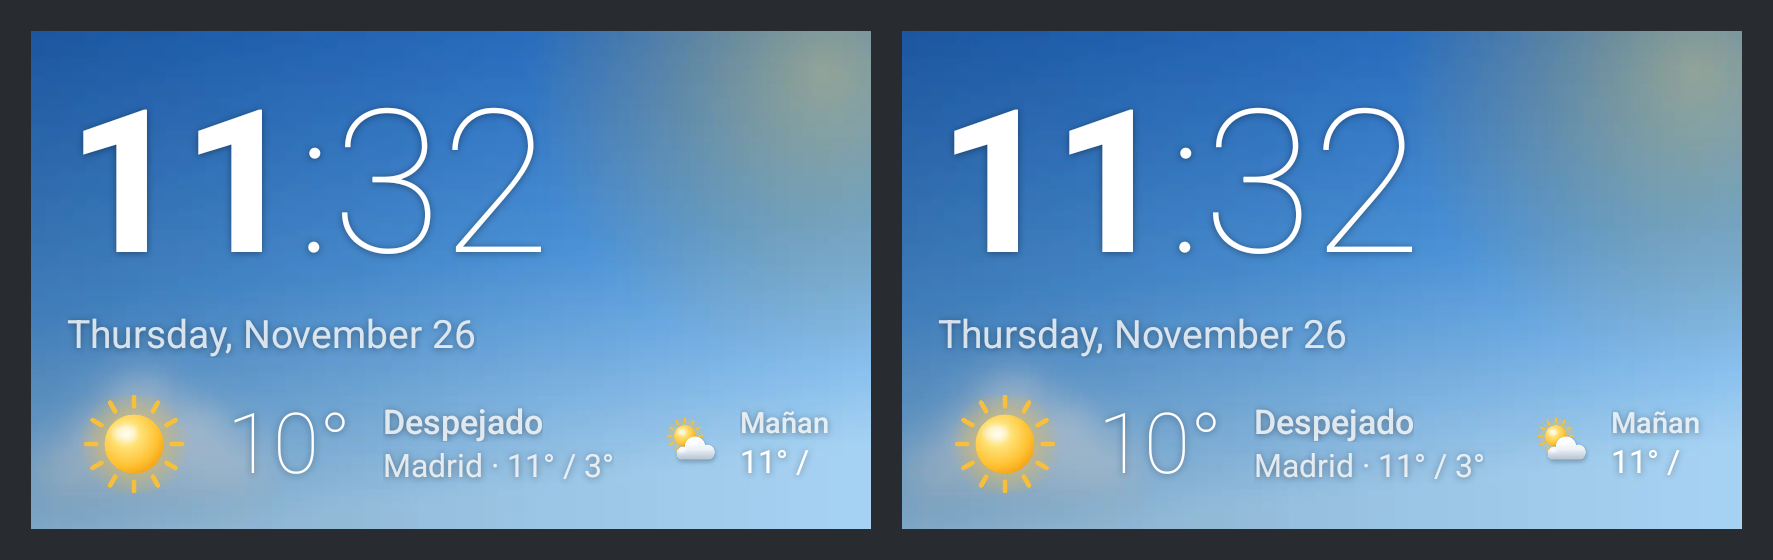 11:32
Thursday, November 26
10° Despejado
Madrid · 11° / 3°
Mañan
11° /
11:32
Thursday, November 26
10° Despejado
Madrid · 11° / 3°
Mañan
11° /